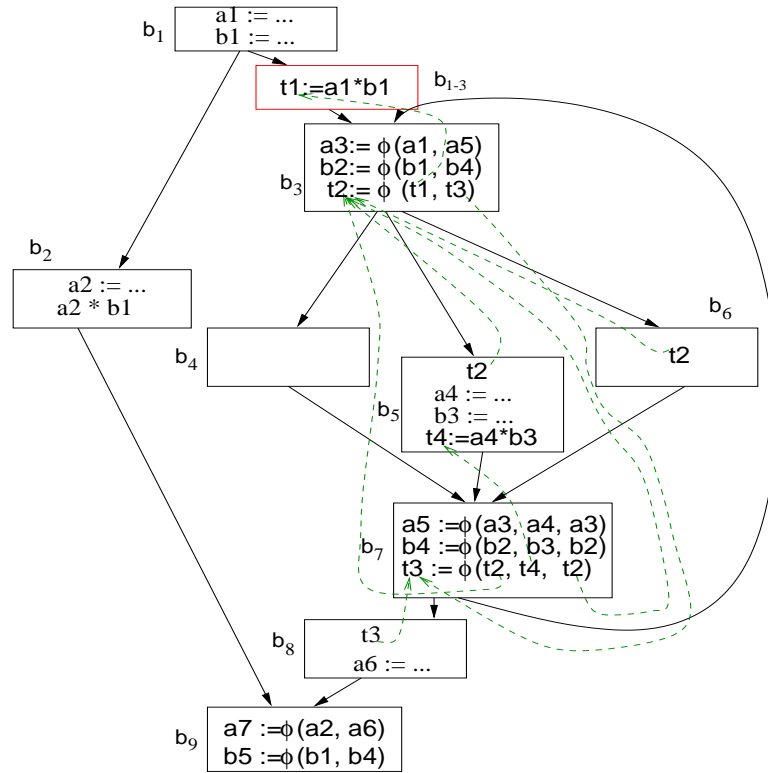 a1 := ...
b1 := ...
b1
t1:=a1*b1
b1-3
a3:= ϕ(a1, a5)
b2:= ϕ(b1, b4)
t2:= ϕ (t1, t3)
b3
b2
a2 := ...
a2 * b1
b4
t2
a4 := ...
b3 := ...
t4:=a4*b3
b5
b6
t2
a5 :=ϕ(a3, a4, a3)
b4 :=ϕ(b2, b3, b2)
t3 := ϕ(t2, t4, t2)
b7
t3
a6 := ...
b8
a7 :=ϕ(a2, a6)
b5 :=ϕ(b1, b4)
b9